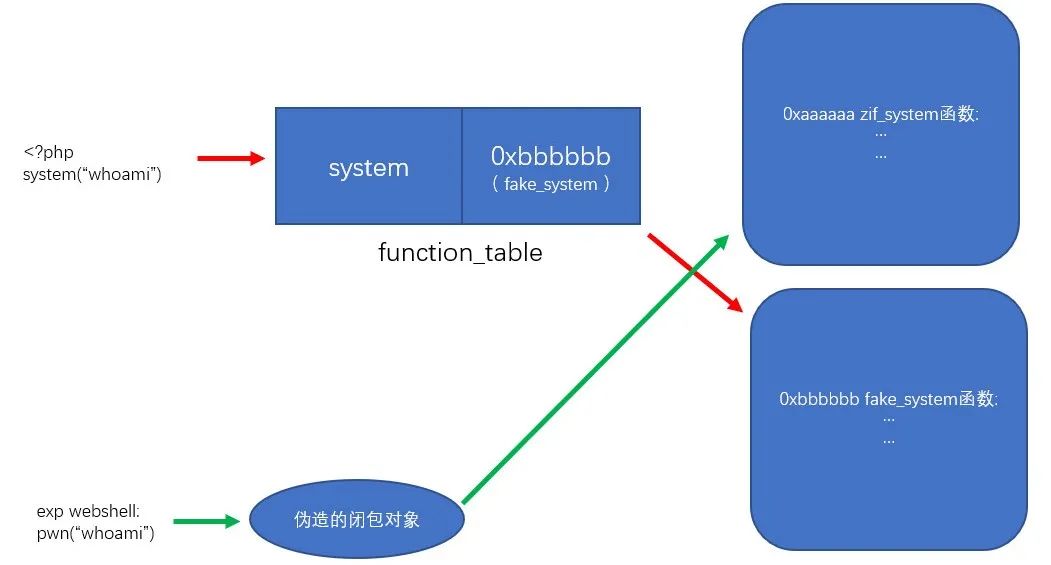 <?php
system(“whoami”)
system
0xbbbbbb
( fake_system )
function_table
0xaaaaaa zif_system函数:
...
...
0xbbbbbb fake_system函数:
...
...
exp webshell:
pwn(“whoami”)
伪造的闭包对象